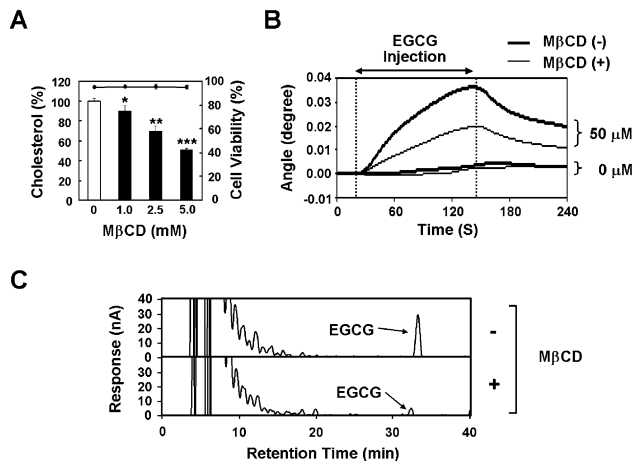 A
Cholesterol (%)
120
100
80
60
40
20
0
*
**
***
100
80
60
40
20
0
Cell Viability (%)
0 1.0 2.5 5.0
MβCD (mM)
B
EGCG
Injection
MβCD (-)
MβCD (+)
Angle (degree)
0.04
0.03
0.02
0.01
0.00
-0.01
50 μM
0 μM
0 60 120 180 240
Time (S)
C
Response (nA)
40
30
20
10
0
EGCG
-
30
20
10
0
EGCG
+
MβCD
0 10 20 30 40
Retention Time (min)